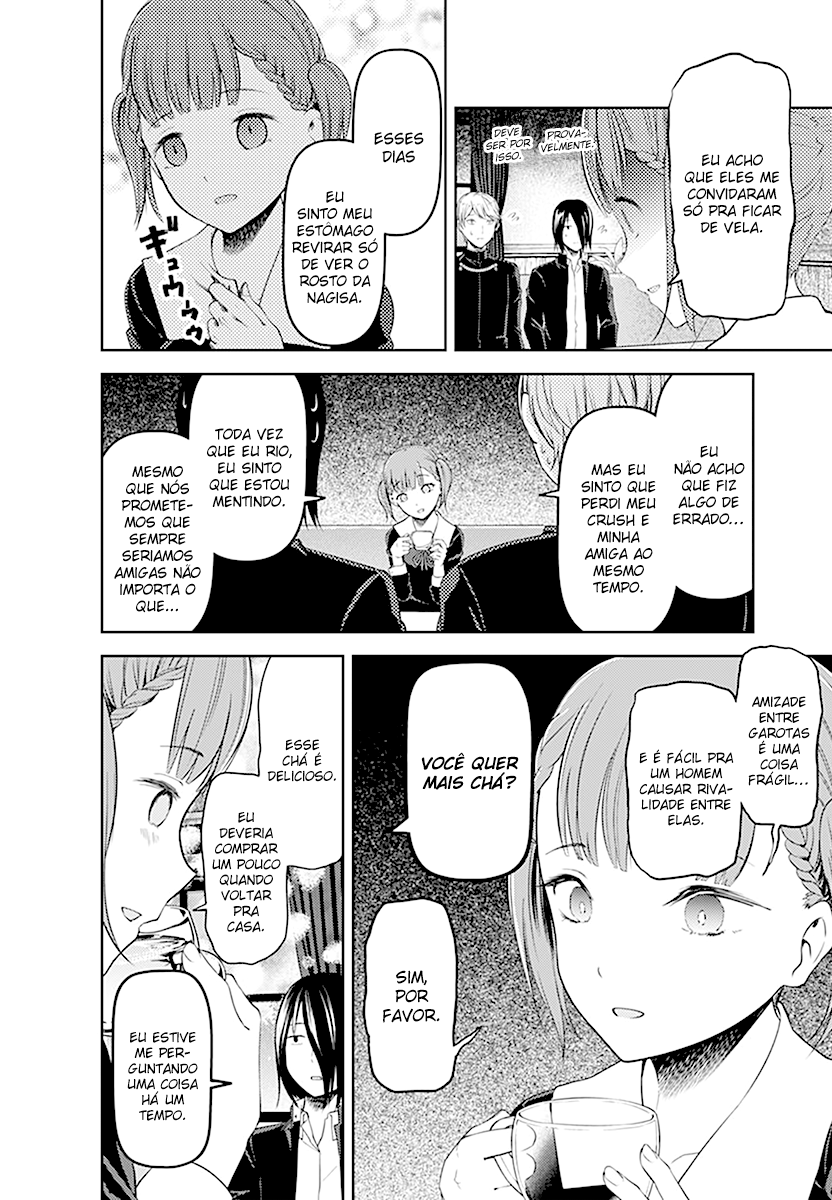 EU ACHO
QUE ELES ME
CONVIDARAM
SÓ PRA FICAR
DE VELA.
PROVA-
VELMENTE.
DEVE
SER POR
ISSO.
ESSES
DIAS
EU
SINTO MEU
ESTÔMAGO
REVIRAR SÓ
DE VER O
ROSTO DA
NAGISA.
ギュウゥゥ
EU
NÃO ACHO
QUE FIZ
ALGO DE
ERRADO...
MAS EU
SINTO QUE
PERDI MEU
CRUSH E
MINHA
AMIGA AO
MESMO
TEMPO.
TODA VEZ
QUE EU RIO,
EU SINTO
QUE ESTOU
MENTINDO.
MESMO
QUE NÓS
PROMETE-
MOS QUE
SEMPRE
SERIAMOS
AMIGAS NÃO
IMPORTA O
QUE...
AMIZADE
ENTRE
GAROTAS
É UMA
COISA
FRÁGIL...
E É FÁCIL PRA
UM HOMEM
CAUSAR RIVA-
LIDADE ENTRE
ELAS.
VOCÊ QUER
MAIS CHÁ?
SIM,
POR
FAVOR.
ESSE
CHÁ É
DELICIOSO.
EU
DEVERIA
COMPRAR
UM POUCO
QUANDO
VOLTAR
PRA
CASA.
EU ESTIVE
ME PER-
GUNTANDO
UMA COISA
HÁ UM
TEMPO.